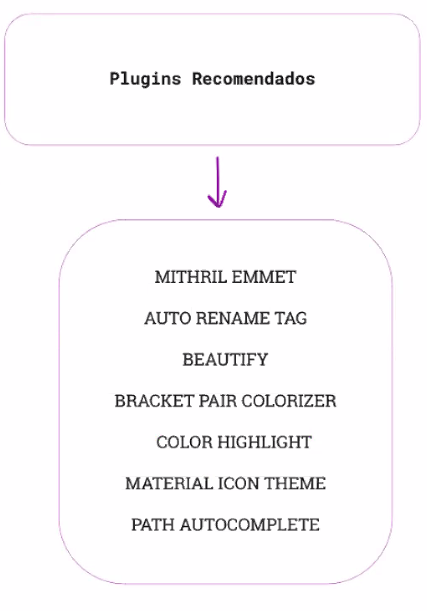 Plugins Recomendados
MITHRIL EMMET
AUTO RENAME TAG
BEAUTIFY
BRACKET PAIR COLORIZER
COLOR HIGHLIGHT
MATERIAL ICON THEME
PATH AUTOCOMPLETE